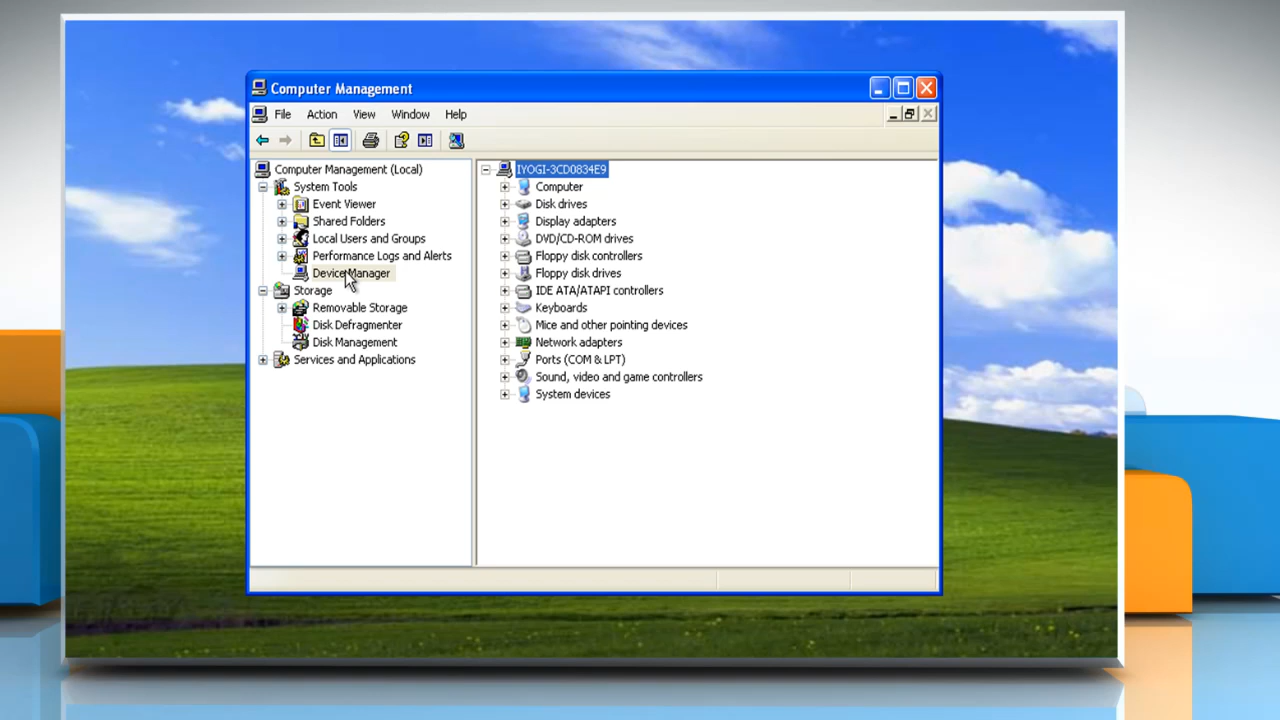 Computer Management
File Action View Window Help
Computer Management (Local)
System Tools
Event Viewer
Shared Folders
Local Users and Groups
Performance Logs and Alerts
Device Manager
Storage
Removable Storage
Disk Defragmenter
Disk Management
Services and Applications
IYOGI-3CD0834E9
Computer
Disk drives
Display adapters
DVD/CD-ROM drives
Floppy disk controllers
Floppy disk drives
IDE ATA/ATAPI controllers
Keyboards
Mice and other pointing devices
Network adapters
Ports (COM & LPT)
Sound, video and game controllers
System devices